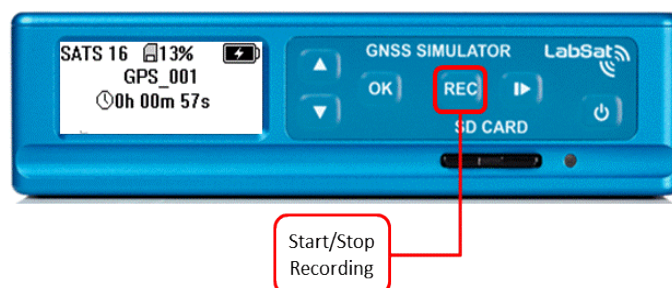 SATS 16 13%
GPS_001
0h 00m 57s
GNSS SIMULATOR
LabSat
OK
REC
SD CARD
Start/Stop
Recording